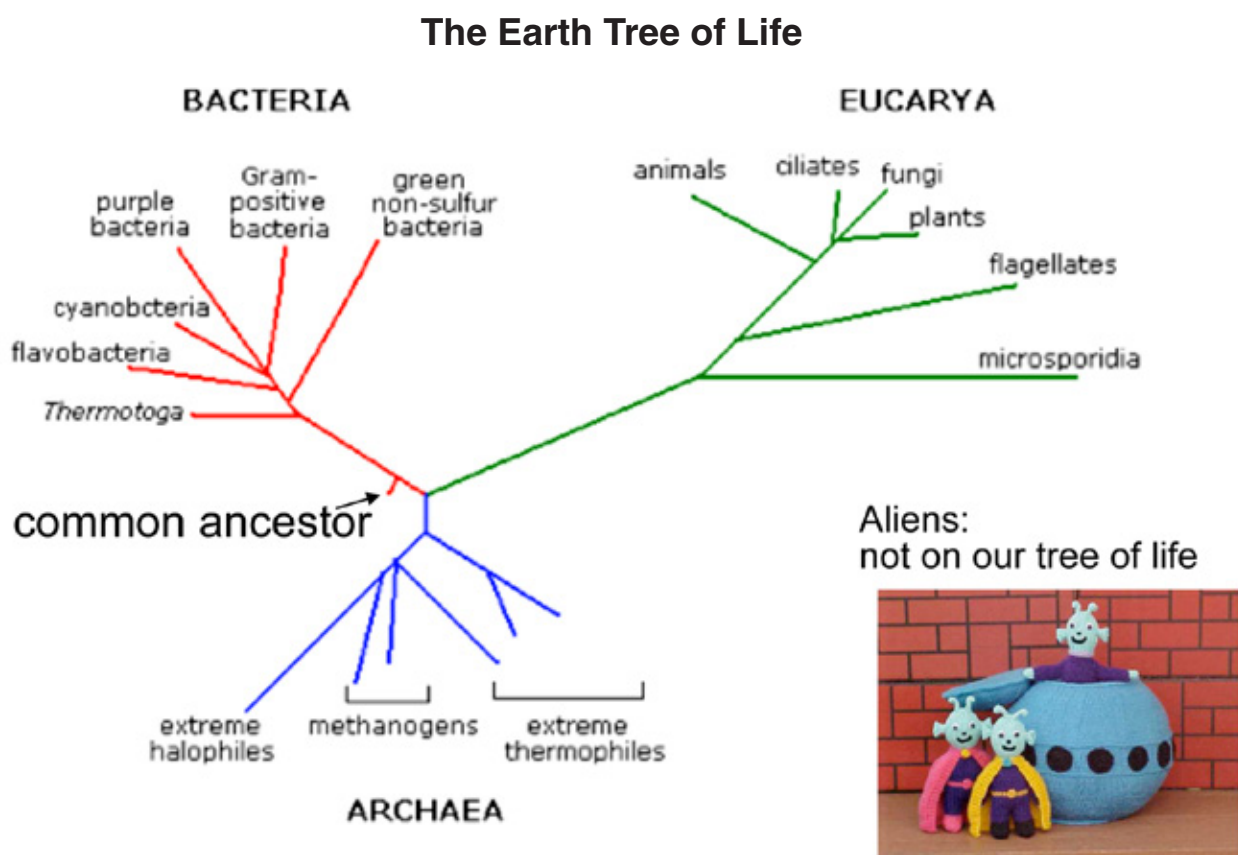 The Earth Tree of Life
BACTERIA
EUCARYA
purple
bacteria
Gram-
positive
bacteria
green
non-sulfur
bacteria
cyanobcteria
flavobacteria
Thermotoga
animals
ciliates
fungi
plants
flagellates
microsporidia
common ancestor
Aliens:
not on our tree of life
extreme
halophiles
methanogens
extreme
thermophiles
ARCHAEA